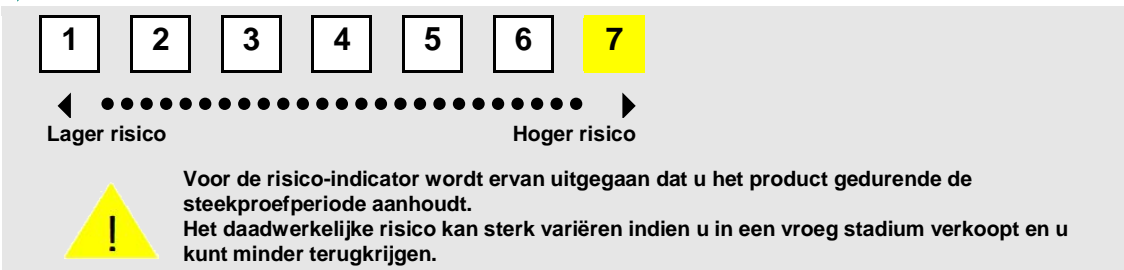 1 2 3 4 5 6 7
Lager risico Hoger risico
Voor de risico-indicator wordt ervan uitgegaan dat u het product gedurende de
steekproefperiode aanhoudt.
Het daadwerkelijke risico kan sterk variëren indien u in een vroeg stadium verkoopt en u
! kunt minder terugkrijgen.